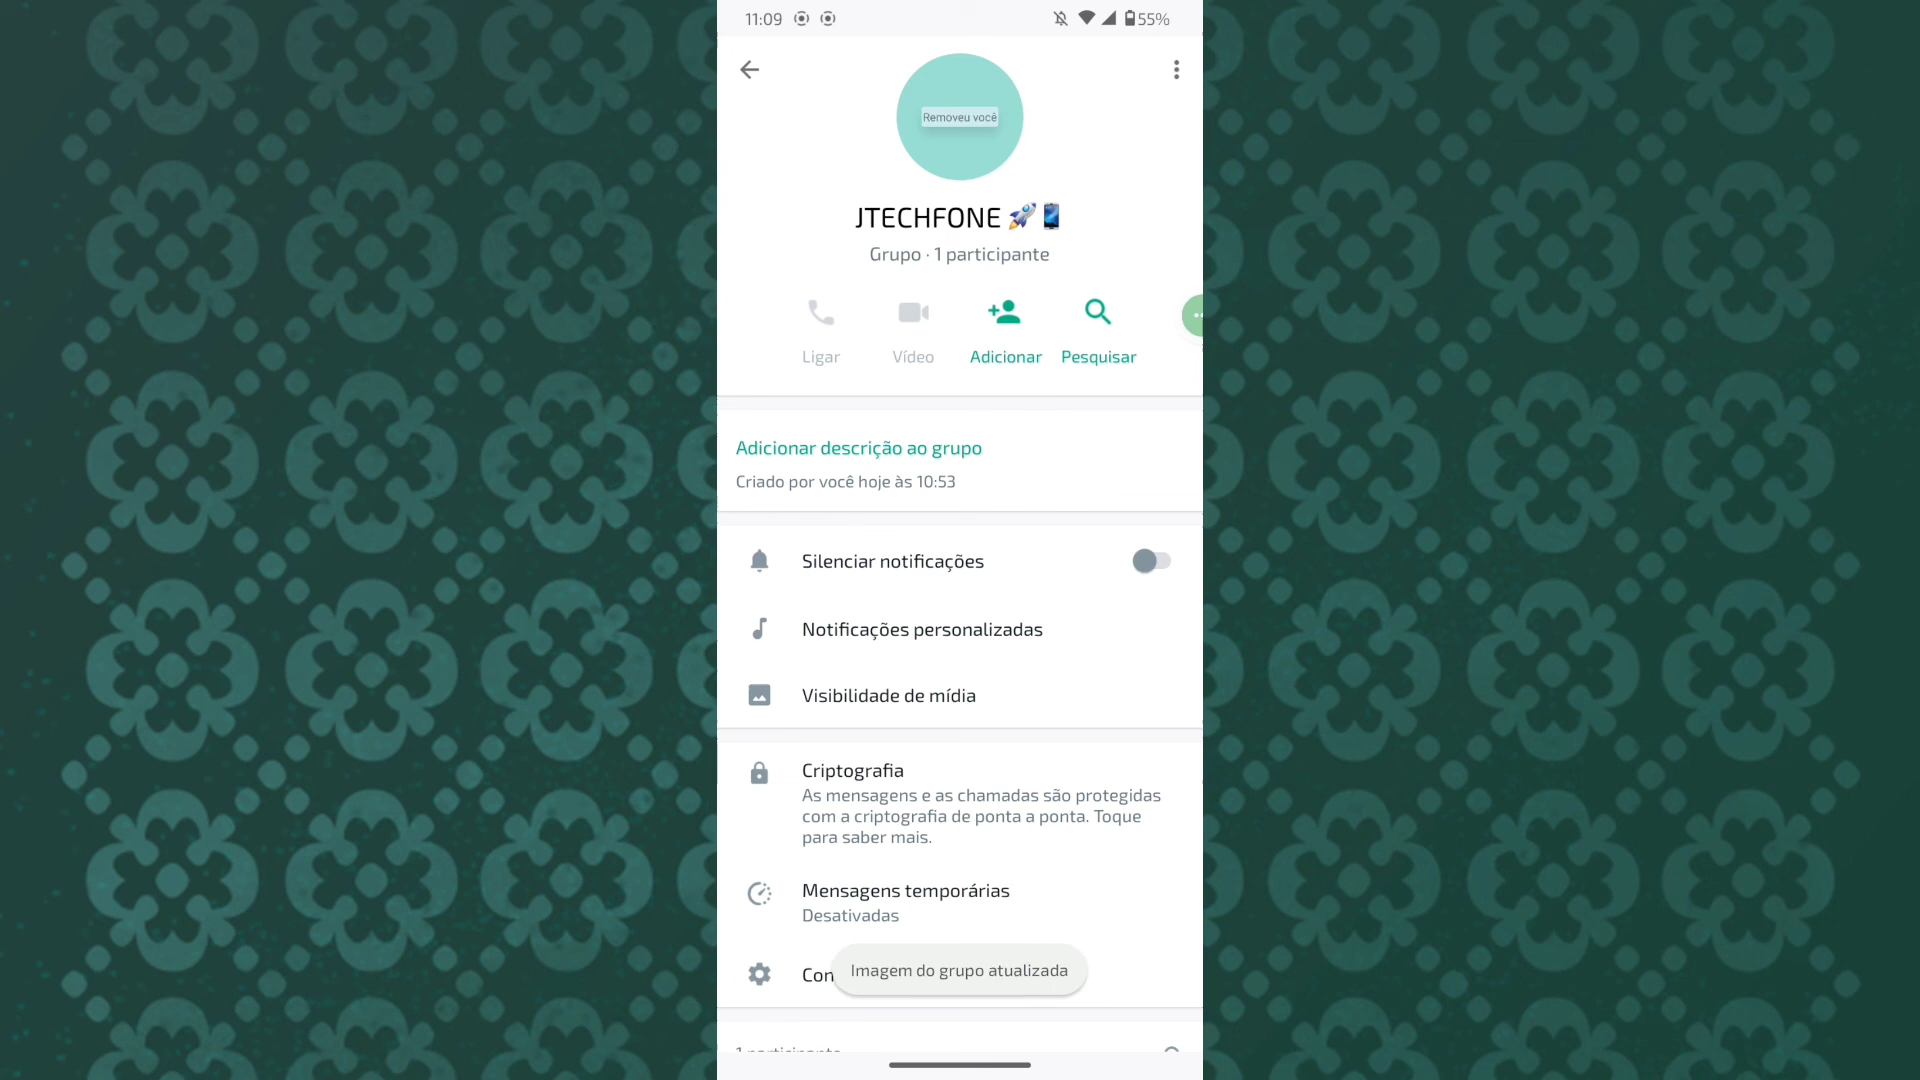 11:09
55%
Removeu você
JTECHFONE 🚀📱
Grupo · 1 participante
Ligar
Vídeo
Adicionar
Pesquisar
Adicionar descrição ao grupo
Criado por você hoje às 10:53
Silenciar notificações
Notificações personalizadas
Visibilidade de mídia
Criptografia
As mensagens e as chamadas são protegidas
com a criptografia de ponta a ponta. Toque
para saber mais.
Mensagens temporárias
Desativadas
Con
Imagem do grupo atualizada
1 participante